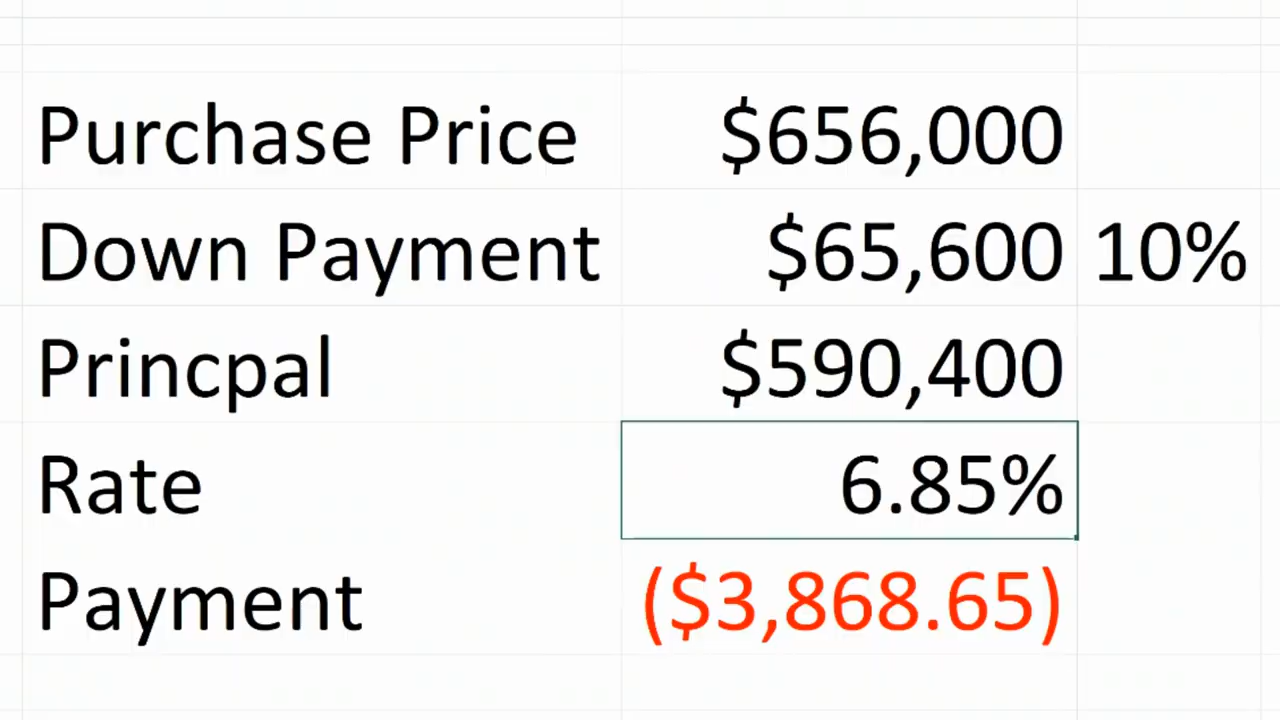 Purchase Price $656,000
Down Payment $65,600 10%
Princpal $590,400
Rate 6.85%
Payment ($3,868.65)